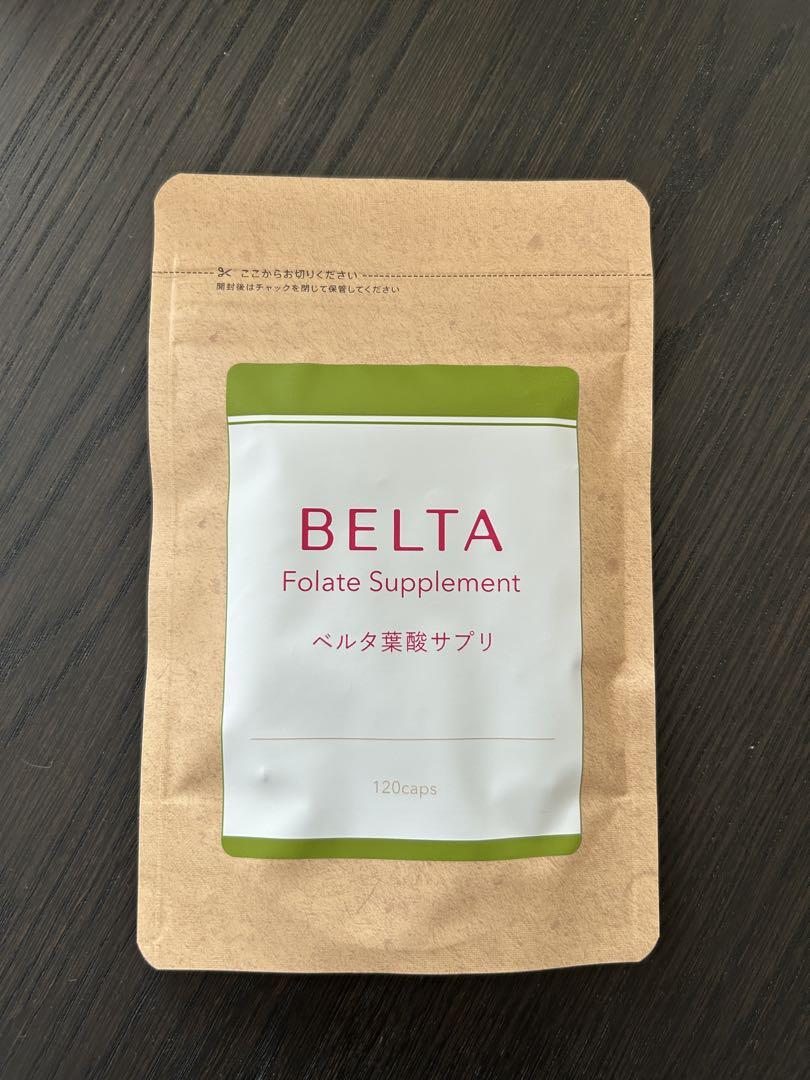 ここからお切りください
開封後はチャックを閉じて保管してください
BELTA
Folate Supplement
ベルタ葉酸サプリ
120caps